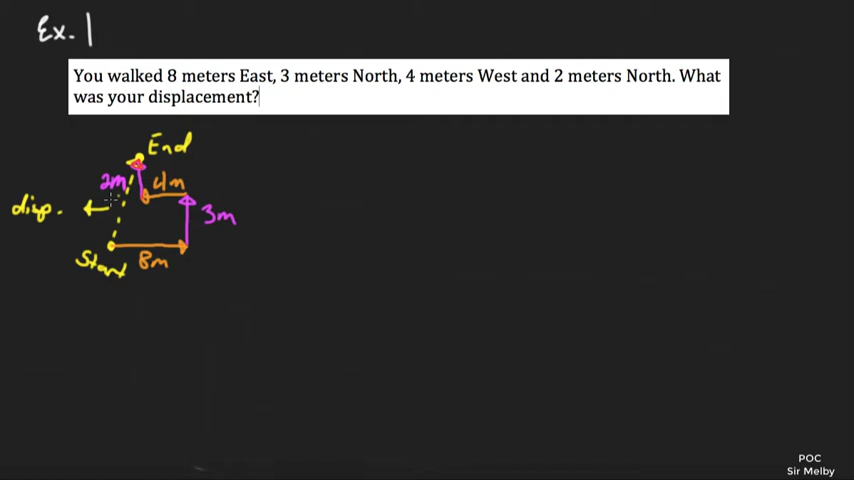 Ex. 1
You walked 8 meters East, 3 meters North, 4 meters West and 2 meters North. What
was your displacement?
End
2m
4m
disp.
3m
Start
8m
POC
Sir Melby